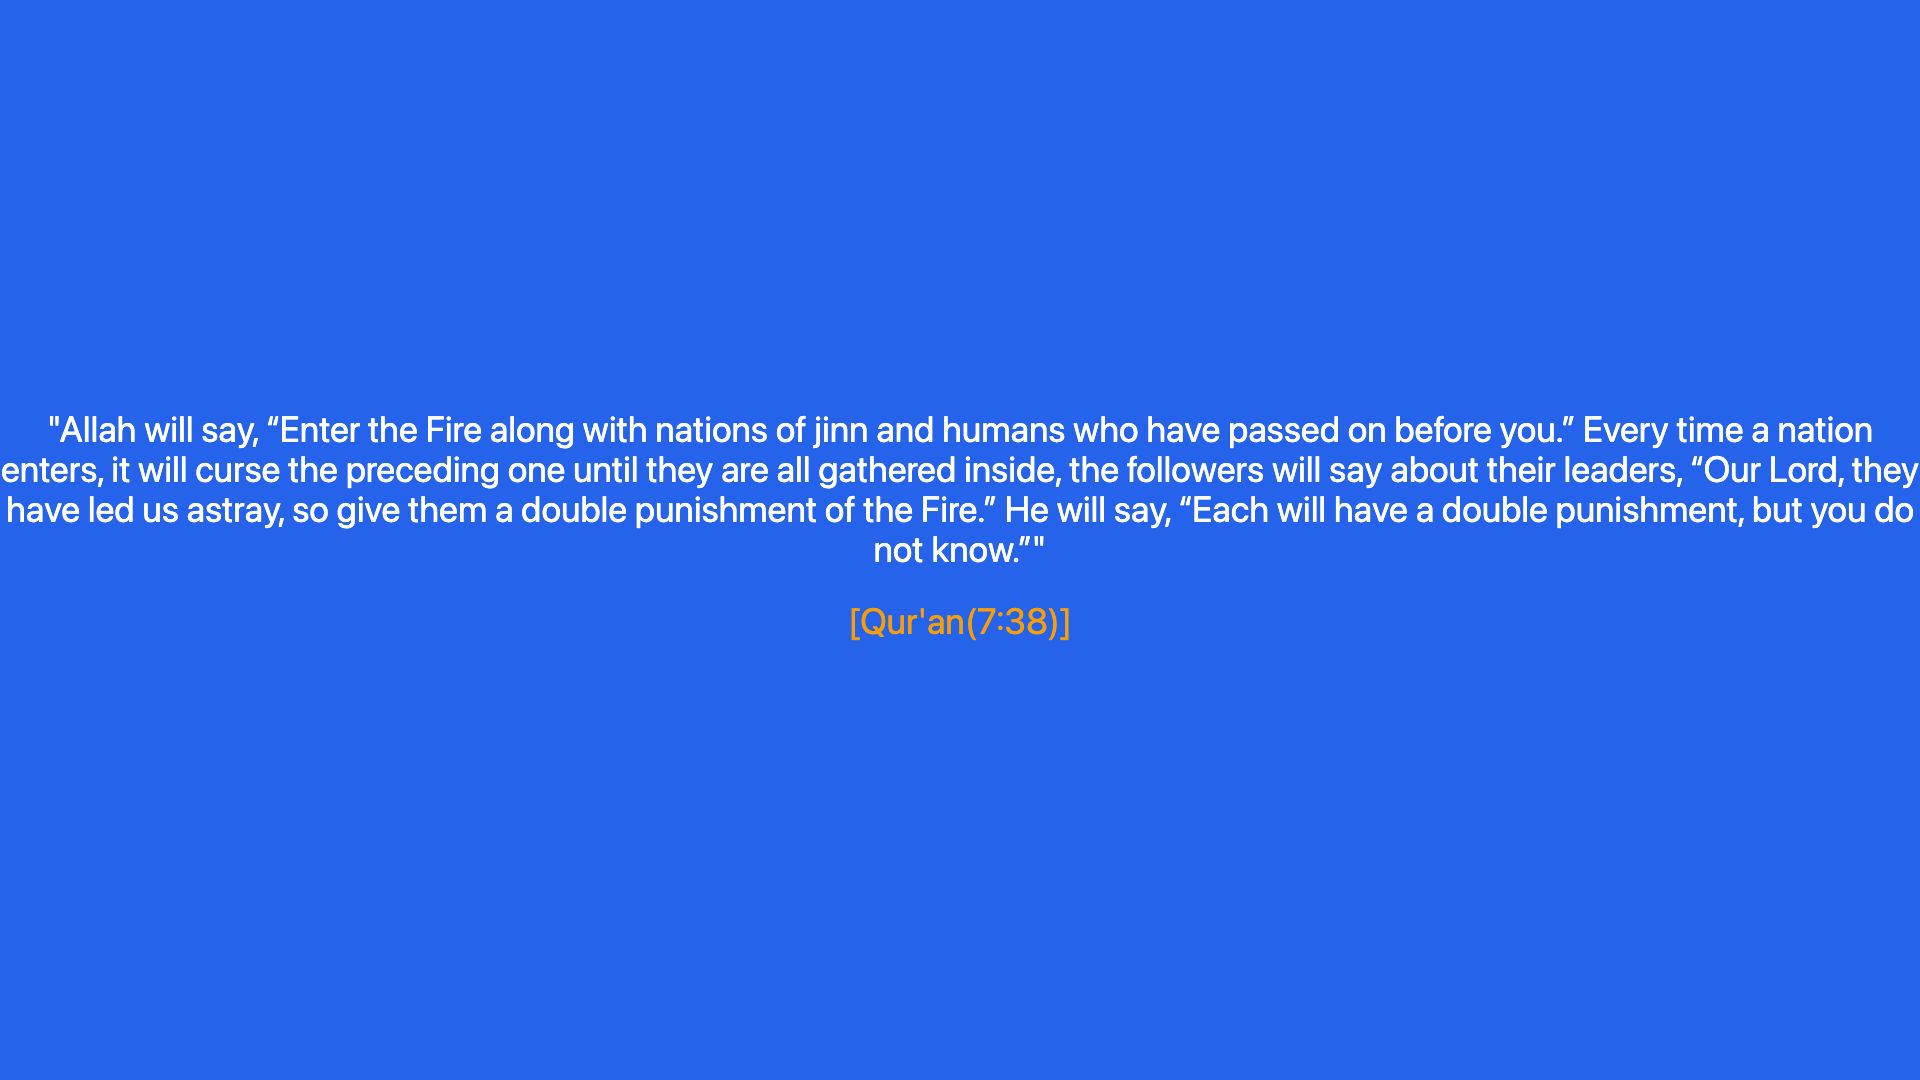 "Allah will say, “Enter the Fire along with nations of jinn and humans who have passed on before you.” Every time a nation
enters, it will curse the preceding one until they are all gathered inside, the followers will say about their leaders, “Our Lord, they
have led us astray, so give them a double punishment of the Fire.” He will say, “Each will have a double punishment, but you do
not know.”"
[Qur'an(7:38)]